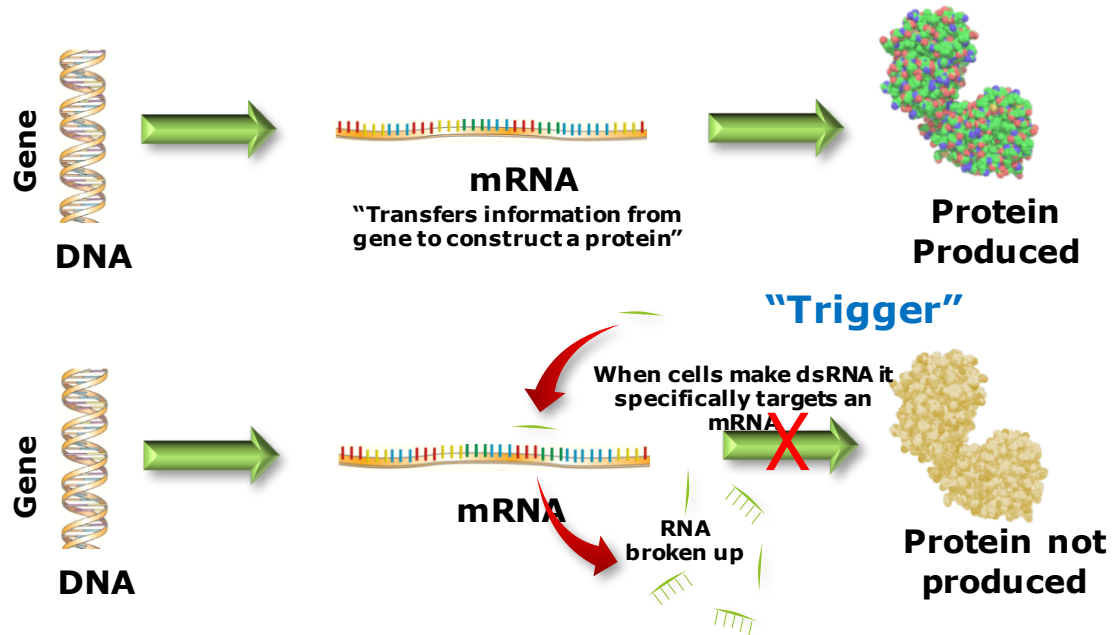 Gene
DNA
mRNA
“Transfers information from
gene to construct a protein”
Protein
Produced
“Trigger”
When cells make dsRNA it
specifically targets an
mRNA
Gene
DNA
mRNA
RNA
broken up
Protein not
produced